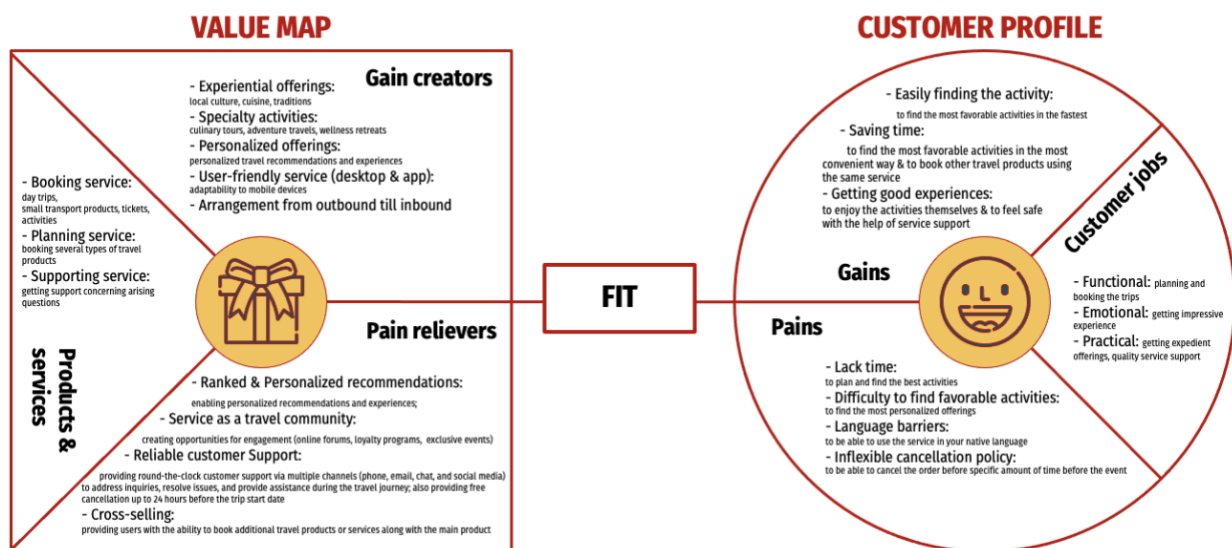 VALUE MAP
Gain creators
- Experiential offerings:
local culture, cuisine, traditions
- Specialty activities:
culinary tours, adventure travels, wellness retreats
- Personalized offerings:
personalized travel recommendations and experiences
- User-friendly service (desktop & app):
adaptability to mobile devices
- Arrangement from outbound till inbound
- Booking service:
day trips,
small transport products, tickets,
activities
- Planning service:
booking several types of travel
products
- Supporting service:
getting support concerning arising
questions
Products &
services
Pain relievers
- Ranked & Personalized recommendations:
enabling personalized recommendations and experiences;
- Service as a travel community:
creating opportunities for engagement (online forums, loyalty programs, exclusive events)
- Reliable customer Support:
providing round-the-clock customer support via multiple channels (phone, email, chat, and social media)
to address inquiries, resolve issues, and provide assistance during the travel journey; also providing free
cancellation up to 24 hours before the trip start date
- Cross-selling:
providing users with the ability to book additional travel products or services along with the main product
FIT
CUSTOMER PROFILE
- Easily finding the activity:
to find the most favorable activities in the fastest
- Saving time:
to find the most favorable activities in the most
convenient way & to book other travel products using
the same service
- Getting good experiences:
to enjoy the activities themselves & to feel safe
with the help of service support
Gains
Customer jobs
- Functional: planning and
booking the trips
- Emotional: getting impressive
experience
- Practical: getting expedient
offerings, quality service support
Pains
- Lack time:
to plan and find the best activities
- Difficulty to find favorable activities:
to find the most personalized offerings
- Language barriers:
to be able to use the service in your native language
- Inflexible cancellation policy:
to be able to cancel the order before specific amount of time before the event